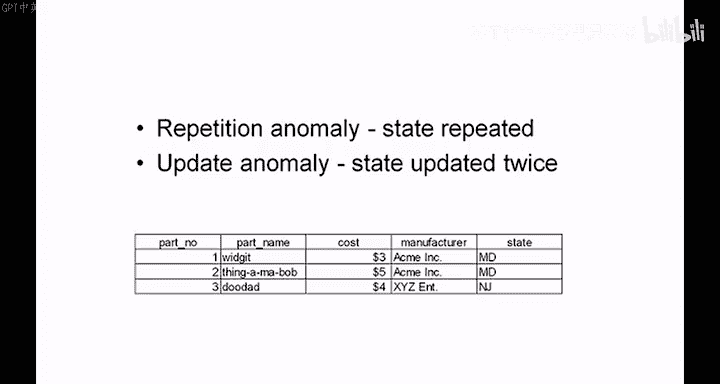 GPT中英
bilibili
• Repetition anomaly - state repeated
• Update anomaly - state updated twice
part_no part_name cost manufacturer state
1 widgit $3 Acme Inc. MD
2 thing-a-ma-bob $5 Acme Inc. MD
3 doodad $4 XYZ Ent. NJ